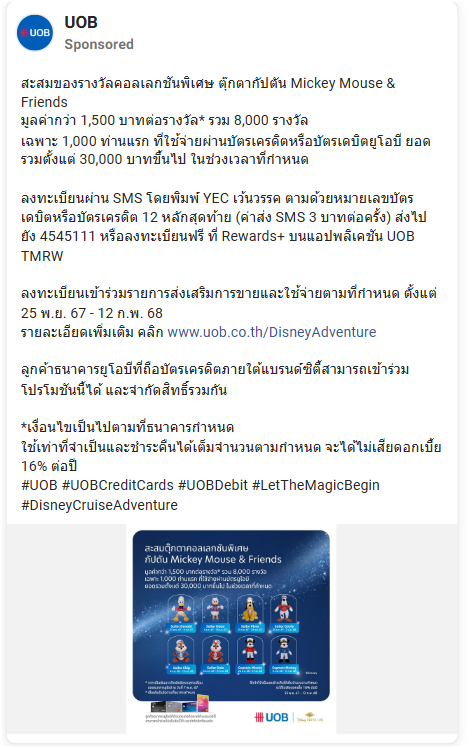 UOB
Sponsored
สะสมของรางวัลคอลเลกชันพิเศษ ตุ๊กตากัปตัน Mickey Mouse &
Friends
มูลค่ากว่า 1,500 บาทต่อรางวัล* รวม 8,000 รางวัล
เฉพาะ 1,000 ท่านแรก ที่ใช้จ่ายผ่านบัตรเครดิตหรือบัตรเดบิตยูโอบี ยอด
รวมตั้งแต่ 30,000 บาทขึ้นไป ในช่วงเวลาที่กำหนด
ลงทะเบียนผ่าน SMS โดยพิมพ์ YEC เว้นวรรค ตามด้วยหมายเลขบัตร
เดบิตหรือบัตรเครดิต 12 หลักสุดท้าย (ค่าส่ง SMS 3 บาทต่อครั้ง) ส่งไป
ยัง 4545111 หรือลงทะเบียนฟรี ที่ Rewards+ บนแอปพลิเคชัน UOB
TMRW
ลงทะเบียนเข้าร่วมรายการส่งเสริมการขายและใช้จ่ายตามที่กำหนด ตั้งแต่
25 พ.ย. 67 - 12 ก.พ. 68
รายละเอียดเพิ่มเติม คลิก www.uob.co.th/DisneyAdventure
ลูกค้าธนาคารยูโอบีที่ถือบัตรเครดิตภายใต้แบรนด์ซิตี้สามารถเข้าร่วม
โปรโมชันนี้ได้ และจำกัดสิทธิ์รวมกัน
*เงื่อนไขเป็นไปตามที่ธนาคารกำหนด
ใช้เท่าที่จำเป็นและชำระคืนได้เต็มจำนวนตามกำหนด จะได้ไม่เสียดอกเบี้ย
16% ต่อปี
#UOB #UOBCreditCards #UOBDebit #LetTheMagicBegin
#DisneyCruiseAdventure
สะสมตุ๊กตาคอลเลกชันพิเศษ
กัปตัน Mickey Mouse & Friends
มูลค่ากว่า 1,500 บาทต่อรางวัล* รวม 8,000 รางวัล
เฉพาะ 1,000 ท่านแรก ที่ใช้จ่ายผ่านบัตรยูโอบี
ยอดรวมตั้งแต่ 30,000 บาทขึ้นไป ในช่วงเวลาที่กำหนด
Sailor Donald
Sailor Pluto
Sailor Goofy
Sailor Chip
Sailor Dale
Captain Minnie
Captain Mickey
UOB